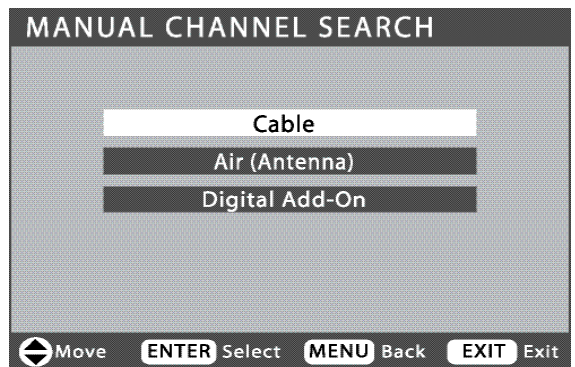 MANUAL CHANNEL SEARCH
Cable
Air (Antenna)
Digital Add-On
Move ENTER Select MENU Back EXIT Exit